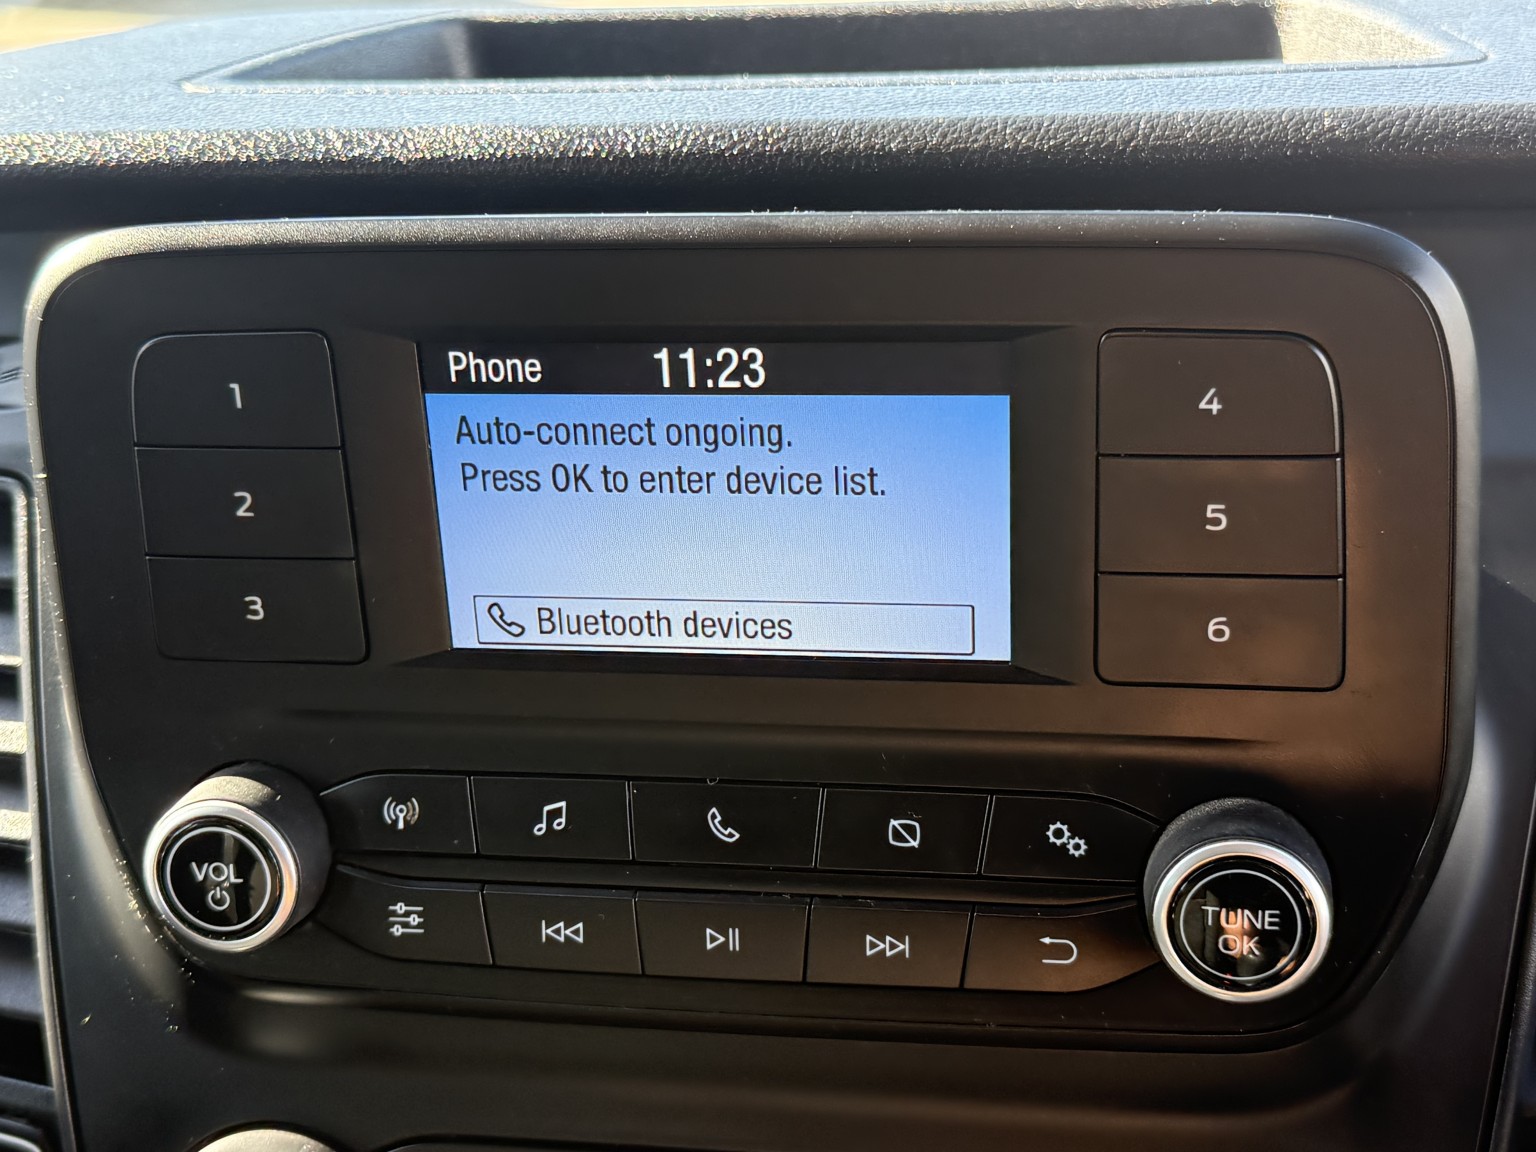 Phone 11:23
Auto-connect ongoing.
Press OK to enter device list.
Bluetooth devices
1
2
3
4
5
6
VOL
TUNE
OK